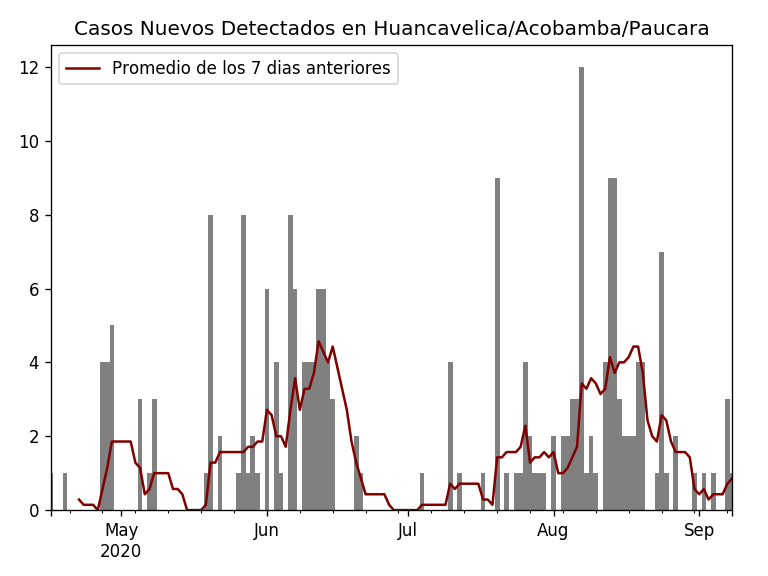 Casos Nuevos Detectados en Huancavelica/Acobamba/Paucara
Promedio de los 7 dias anteriores
12
10
8
6
4
2
0
May Jun Jul Aug Sep
2020